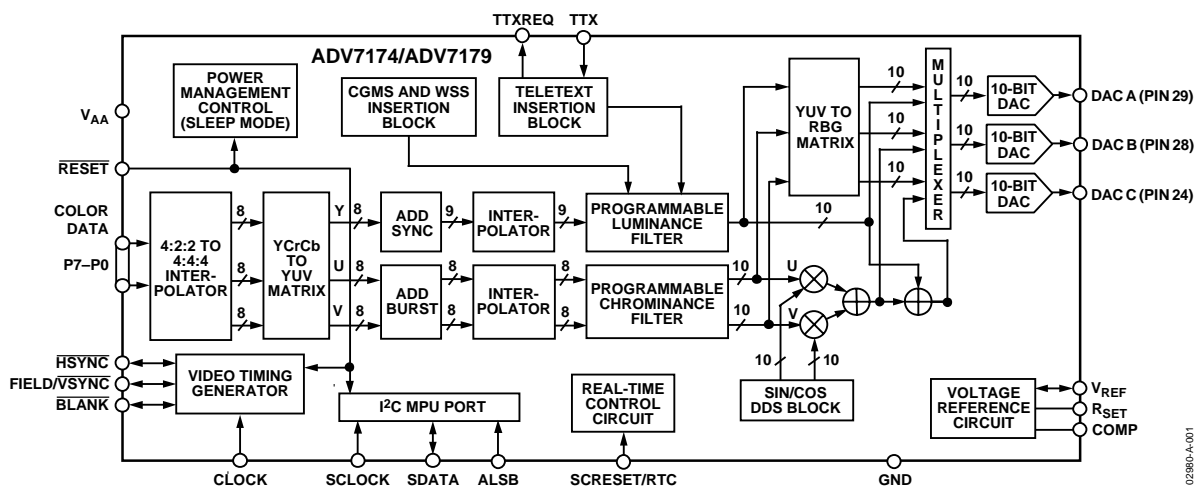 TTXREQ TTX
ADV7174/ADV7179
POWER
MANAGEMENT
CONTROL
(SLEEP MODE)
CGMS AND WSS
INSERTION
BLOCK
TELETEXT
INSERTION
BLOCK
YUV TO
RBG
MATRIX
10
10
10
MULTIPLEXER
10
10
10
10-BIT
DAC
10-BIT
DAC
10-BIT
DAC
DAC A (PIN 29)
DAC B (PIN 28)
DAC C (PIN 24)
VAA
RESET
COLOR
DATA
P7–P0
4:2:2 TO
4:4:4
INTER-
POLATOR
8
8
8
YCrCb
TO
YUV
MATRIX
Y 8
U 8
V 8
ADD
SYNC
9
INTER-
POLATOR
9
PROGRAMMABLE
LUMINANCE
FILTER
10
ADD
BURST
8
8
INTER-
POLATOR
8
8
PROGRAMMABLE
CHROMINANCE
FILTER
10
10
U
V
10 10
SIN/COS
DDS BLOCK
HSYNC
FIELD/VSYNC
BLANK
VIDEO TIMING
GENERATOR
I2C MPU PORT
REAL-TIME
CONTROL
CIRCUIT
VOLTAGE
REFERENCE
CIRCUIT
VREF
RSET
COMP
CLOCK SCLOCK SDATA ALSB SCRESET/RTC GND
02980-A-001